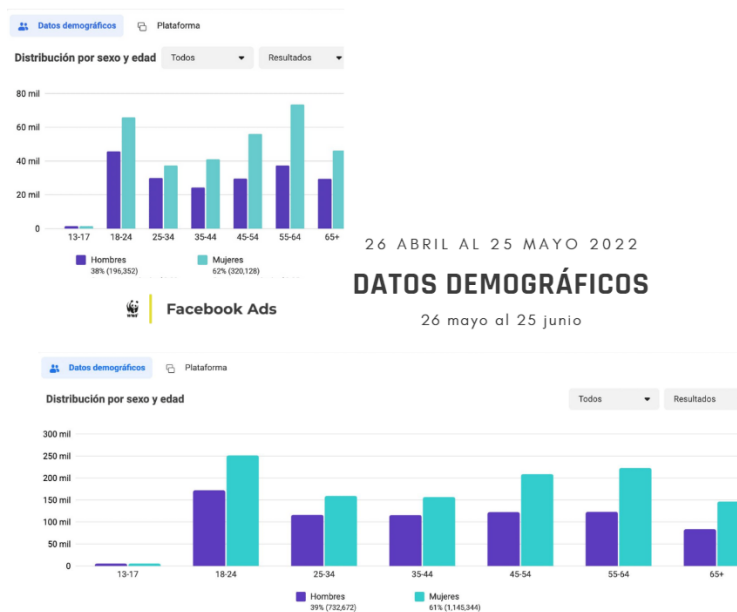 Datos demográficos Plataforma
Distribución por sexo y edad Todos Resultados
80 mil
60 mil
40 mil
20 mil
0
13-17 18-24 25-34 35-44 45-54 55-64 65+
Hombres Mujeres
38% (196,352) 62% (320,128)
26 ABRIL AL 25 MAYO 2022
DATOS DEMOGRÁFICOS
26 mayo al 25 junio
WWF Facebook Ads
Datos demográficos Plataforma
Distribución por sexo y edad Todos Resultados
300 mil
250 mil
200 mil
150 mil
100 mil
50 mil
0
13-17 18-24 25-34 35-44 45-54 55-64 65+
Hombres Mujeres
39% (732,672) 61% (1,145,344)